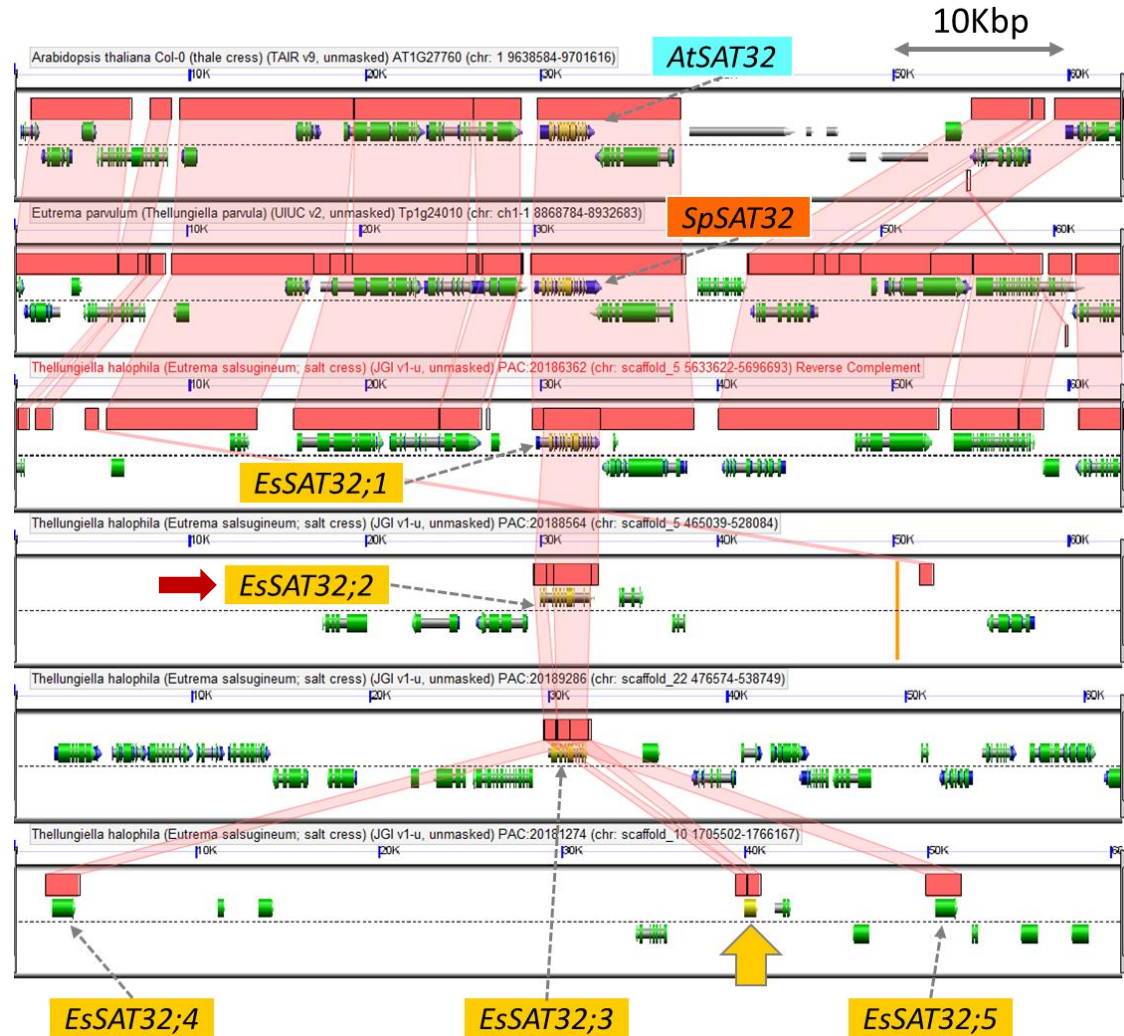 10Kbp
Arabidopsis thaliana Col-0 (thale cress) (TAIR v9, unmasked) AT1G27760 (chr: 1 9638584-9701616)
AtSAT32
10K 20K 30K 50K 60K
Eutrema parvulum (Thellungiella parvula) (UIUC v2, unmasked) Tp1g24010 (chr: ch1-1 8868784-8932683)
SpSAT32
10K 20K 30K 50K 60K
Thellungiella halophila (Eutrema salsugineum; salt cress) (JGI v1-u, unmasked) PAC:20186362 (chr: scaffold_5 5633622-5696693) Reverse Complement
10K 20K 30K 40K 50K 60K
EsSAT32;1
Thellungiella halophila (Eutrema salsugineum; salt cress) (JGI v1-u, unmasked) PAC:20188564 (chr: scaffold_5 465039-528084)
10K 20K 30K 40K 50K 60K
EsSAT32;2
Thellungiella halophila (Eutrema salsugineum; salt cress) (JGI v1-u, unmasked) PAC:20189286 (chr: scaffold_22 476574-538749)
10K 20K 30K 40K 50K 60K
Thellungiella halophila (Eutrema salsugineum; salt cress) (JGI v1-u, unmasked) PAC:20181274 (chr: scaffold_10 1705502-1766167)
10K 20K 30K 40K 50K
EsSAT32;4
EsSAT32;3
EsSAT32;5